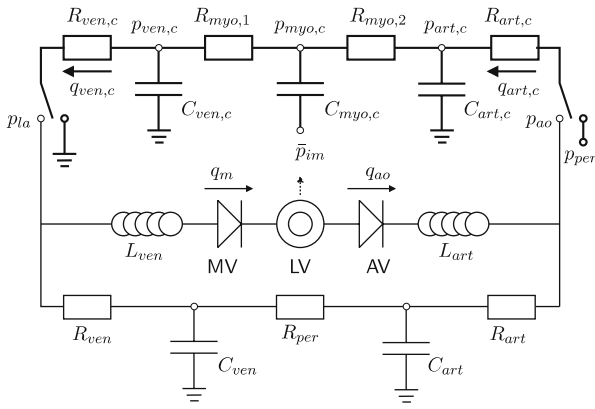 R_{ven,c} p_{ven,c} R_{myo,1} p_{myo,c} R_{myo,2} p_{art,c} R_{art,c}
q_{ven,c} q_{art,c}
C_{ven,c} C_{myo,c} C_{art,c}
p_{la} p_{ao}
\bar{p}_{im} p_{per}
q_m q_{ao}
L_{ven} L_{art}
MV LV AV
R_{ven} R_{per} R_{art}
C_{ven} C_{art}